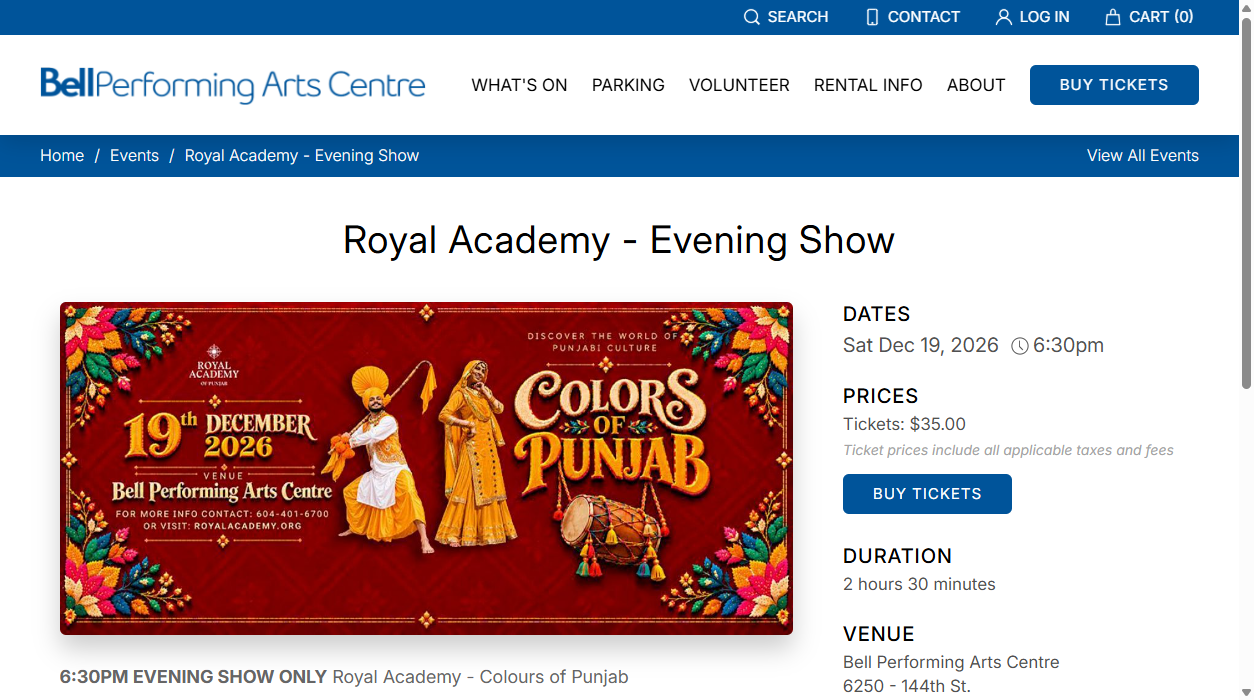 SEARCH
CONTACT
LOG IN
CART (0)
BellPerforming Arts Centre
WHAT'S ON
PARKING
VOLUNTEER
RENTAL INFO
ABOUT
BUY TICKETS
Home / Events / Royal Academy - Evening Show
View All Events
Royal Academy - Evening Show
ROYAL
ACADEMY
OF PUNJAB
19th DECEMBER
2026
VENUE
Bell Performing Arts Centre
FOR MORE INFO CONTACT: 604-401-6700
OR VISIT: ROYALACADEMY.ORG
DISCOVER THE WORLD OF
PUNJABI CULTURE
COLORS
OF
PUNJAB
DATES
Sat Dec 19, 2026 6:30pm
PRICES
Tickets: $35.00
Ticket prices include all applicable taxes and fees
BUY TICKETS
DURATION
2 hours 30 minutes
VENUE
Bell Performing Arts Centre
6250 - 144th St.
6:30PM EVENING SHOW ONLY Royal Academy - Colours of Punjab